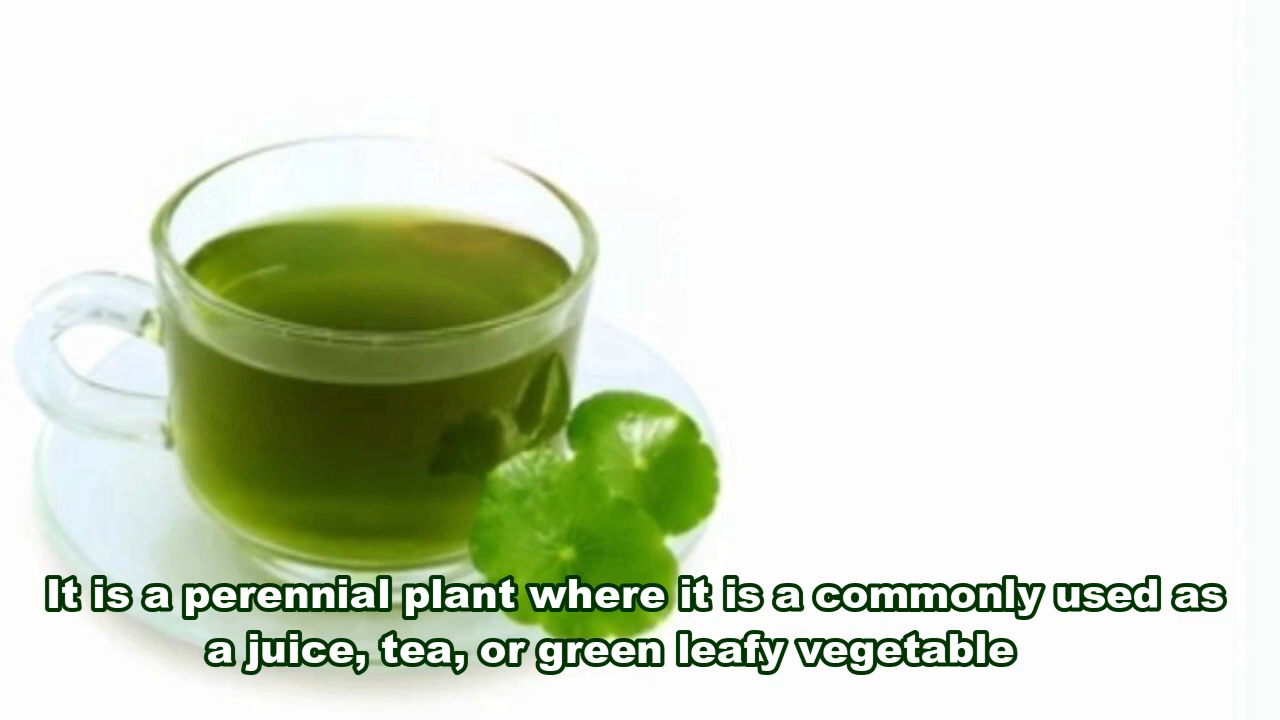 It is a perennial plant where it is a commonly used as
a juice, tea, or green leafy vegetable